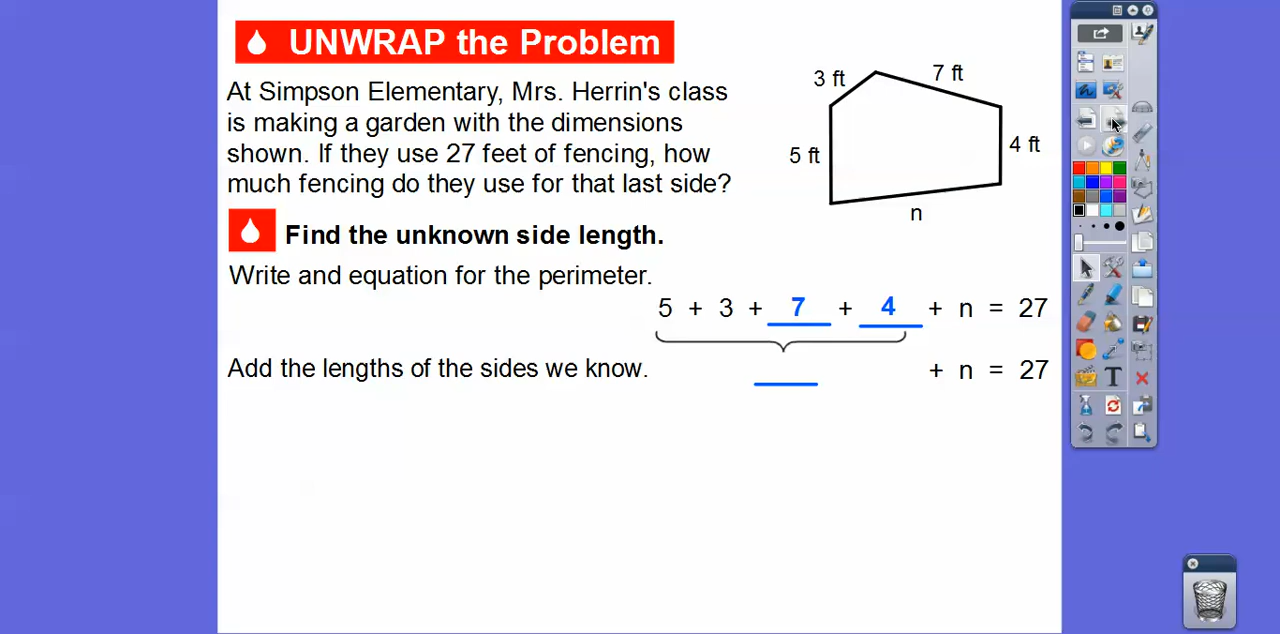 UNWRAP the Problem
At Simpson Elementary, Mrs. Herrin's class
is making a garden with the dimensions
shown. If they use 27 feet of fencing, how
much fencing do they use for that last side?
3 ft
7 ft
5 ft
4 ft
n
Find the unknown side length.
Write and equation for the perimeter.
5 + 3 + 7 + 4 + n = 27
Add the lengths of the sides we know.
+ n = 27
T